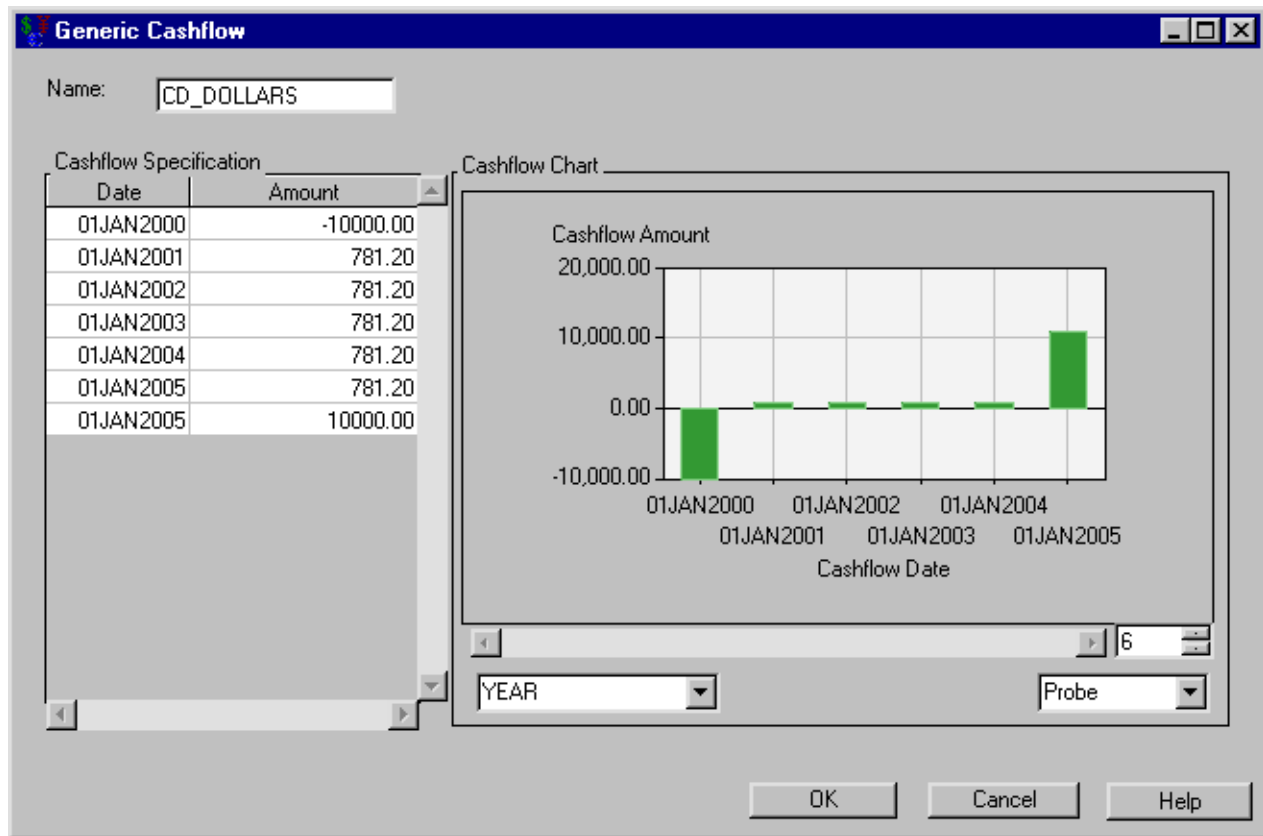 Generic Cashflow
Name: CD_DOLLARS
Cashflow Specification
Date Amount
01JAN2000 -10000.00
01JAN2001 781.20
01JAN2002 781.20
01JAN2003 781.20
01JAN2004 781.20
01JAN2005 781.20
01JAN2005 10000.00
Cashflow Chart
Cashflow Amount
20,000.00
10,000.00
0.00
-10,000.00
01JAN2000 01JAN2002 01JAN2004
01JAN2001 01JAN2003 01JAN2005
Cashflow Date
6
YEAR Probe
OK Cancel Help